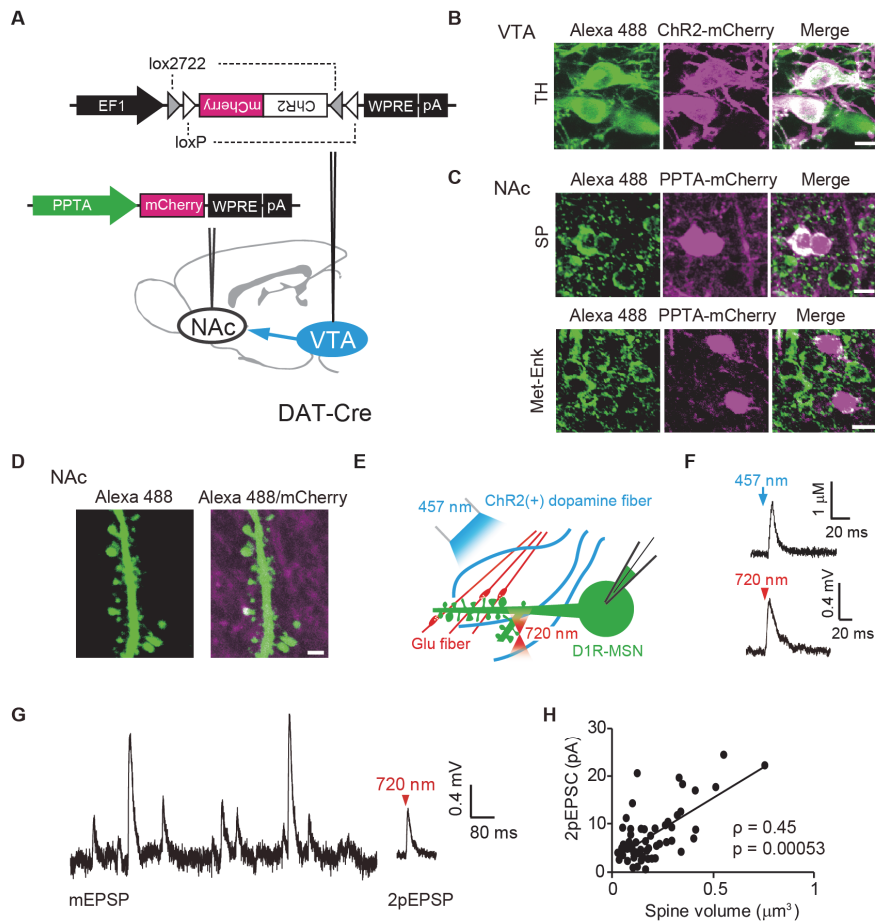 A
lox2722
EF1
mCherry
ChR2
WPRE
pA
loxP
PPTA
mCherry
WPRE
pA
NAc
VTA
DAT-Cre
B
VTA
Alexa 488
ChR2-mCherry
Merge
TH
C
NAc
Alexa 488
PPTA-mCherry
Merge
SP
Alexa 488
PPTA-mCherry
Merge
Met-Enk
D
NAc
Alexa 488
Alexa 488/mCherry
E
457 nm
ChR2(+) dopamine fiber
Glu fiber
720 nm
D1R-MSN
F
457 nm
1 μM
20 ms
720 nm
0.4 mV
20 ms
G
720 nm
0.4 mV
80 ms
mEPSP
2pEPSP
H
2pEPSC (pA)
30
20
10
0
ρ = 0.45
p = 0.00053
0
0.5
1
Spine volume (μm³)